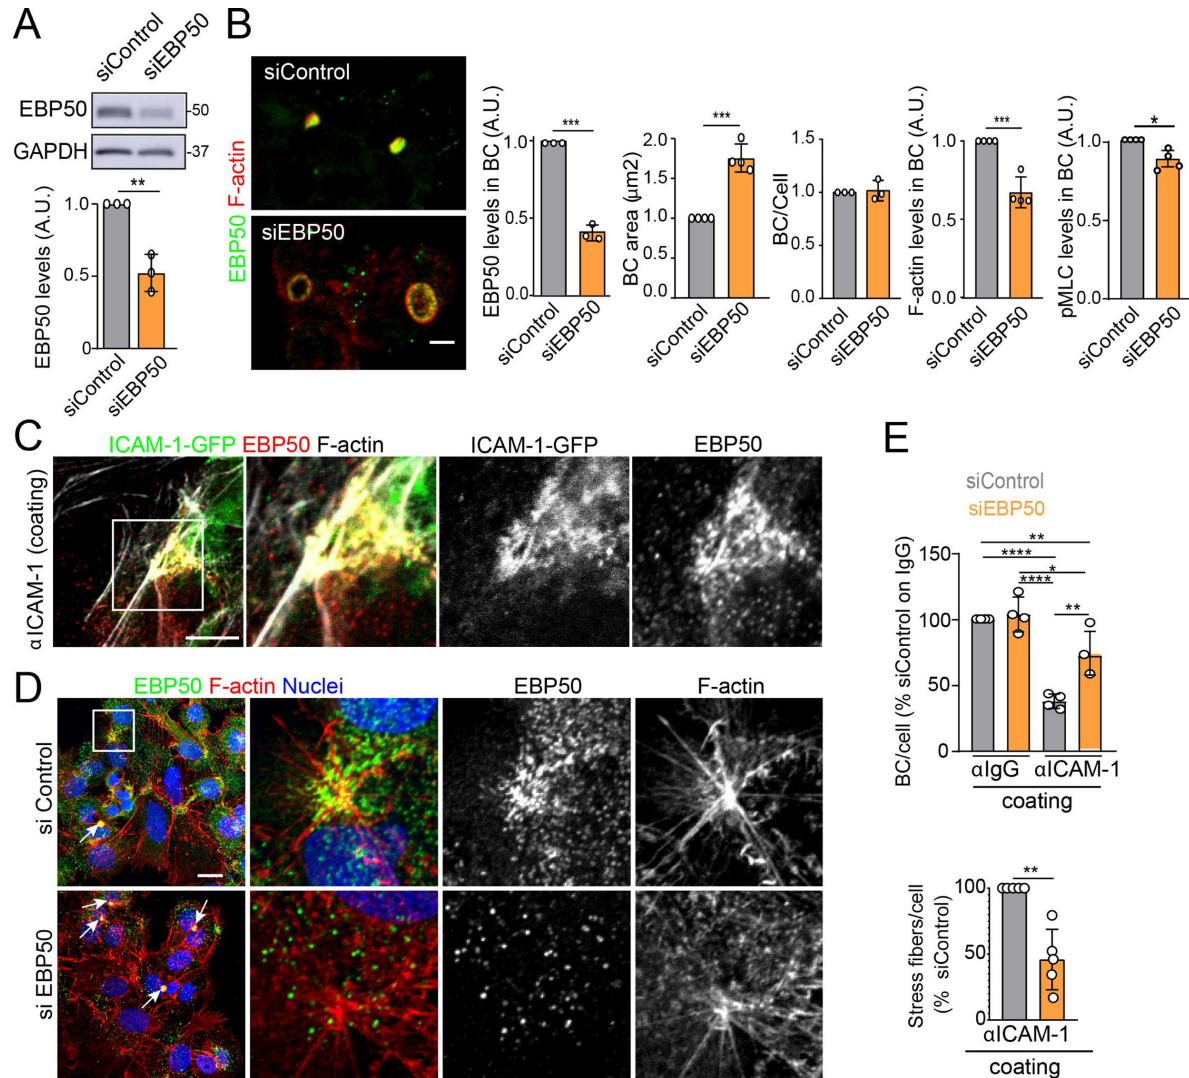 A
siControl
siEBP50
EBP50
-50
GAPDH
-37
EBP50 levels (A.U.)
1.0
0.5
0
**
siControl
siEBP50
B
EBP50 F-actin
siControl
siEBP50
EBP50 levels in BC (A.U.)
1.0
0.5
0.0
***
siControl
siEBP50
BC area (μm2)
2.0
1.0
0.0
***
siControl
siEBP50
BC/Cell
1.5
1.0
0.5
0.0
siControl
siEBP50
F-actin levels in BC (A.U.)
1.0
0.5
0.0
***
siControl
siEBP50
pMLC levels in BC (A.U.)
1.0
0.5
0
*
siControl
siEBP50
C
ICAM-1-GFP EBP50 F-actin
ICAM-1-GFP
EBP50
αICAM-1 (coating)
D
EBP50 F-actin Nuclei
EBP50
F-actin
si Control
si EBP50
E
siControl
siEBP50
BC/cell (% siControl on IgG)
150
100
50
0
**
****
*
****
**
αIgG αICAM-1
coating
Stress fibers/cell
(% siControl)
100
50
0
**
αICAM-1
coating